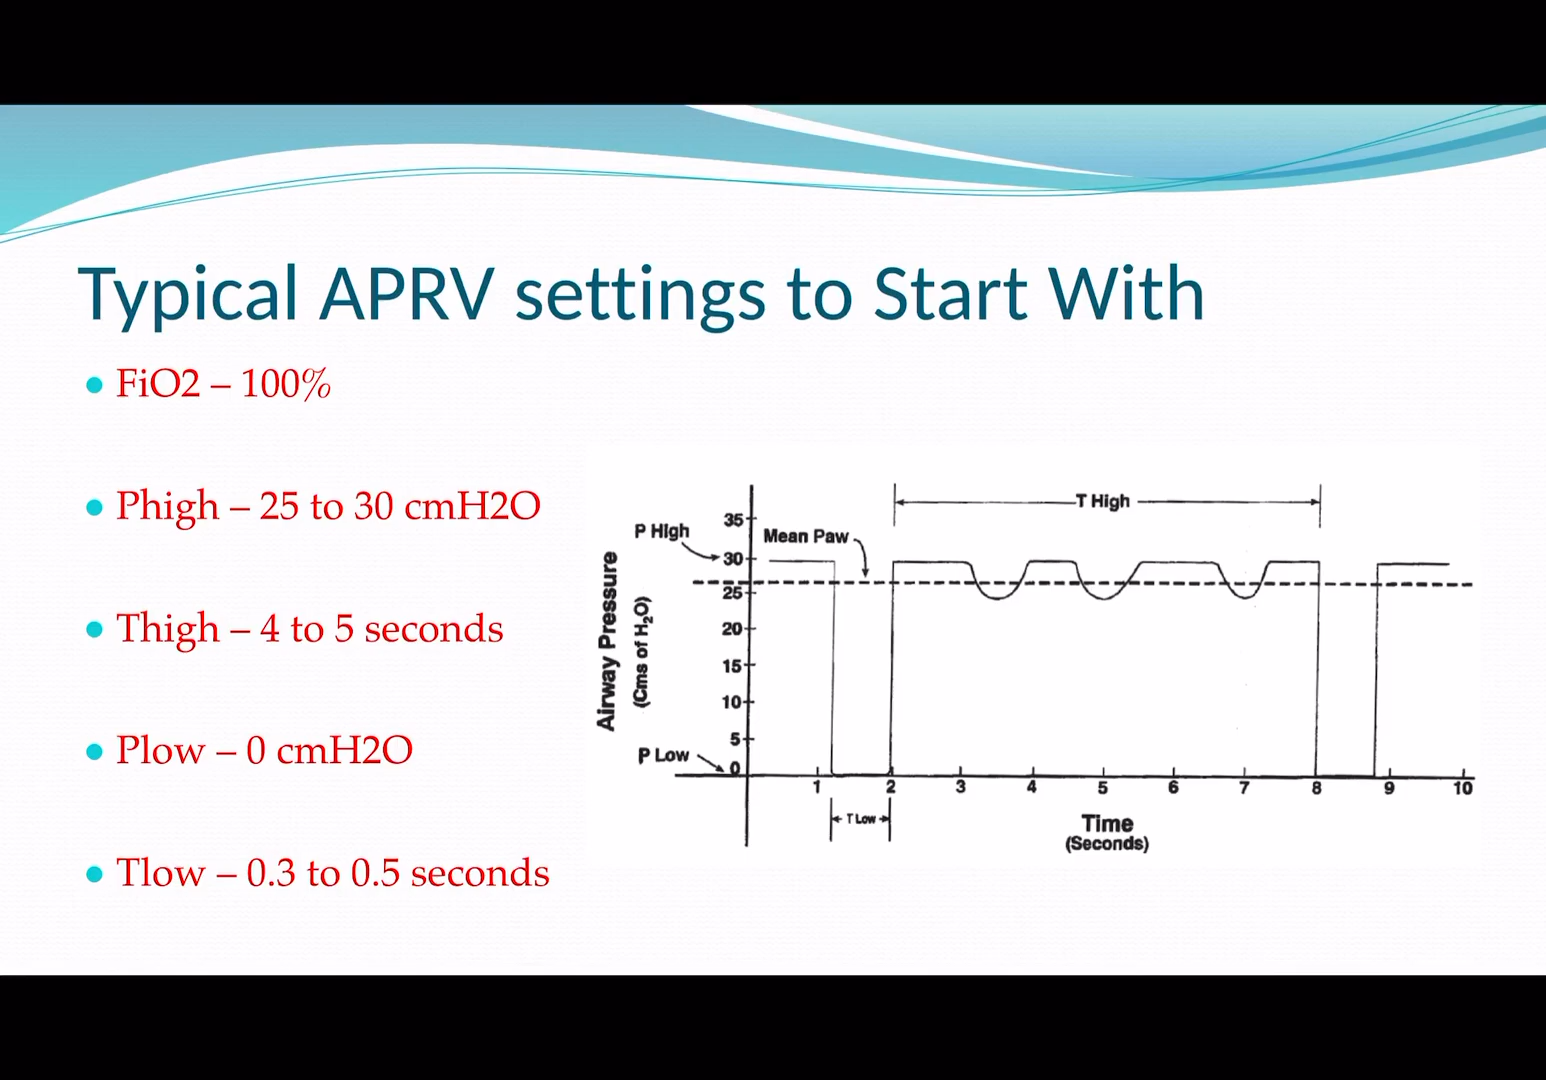 Typical APRV settings to Start With
FiO2 – 100%
Phigh – 25 to 30 cmH2O
Thigh – 4 to 5 seconds
Plow – 0 cmH2O
Tlow – 0.3 to 0.5 seconds
T High
P High
Mean Paw
Airway Pressure
(Cms of H₂O)
35
30
25
20
15
10
5
0
P Low
1 2 3 4 5 6 7 8 9 10
T Low
Time
(Seconds)